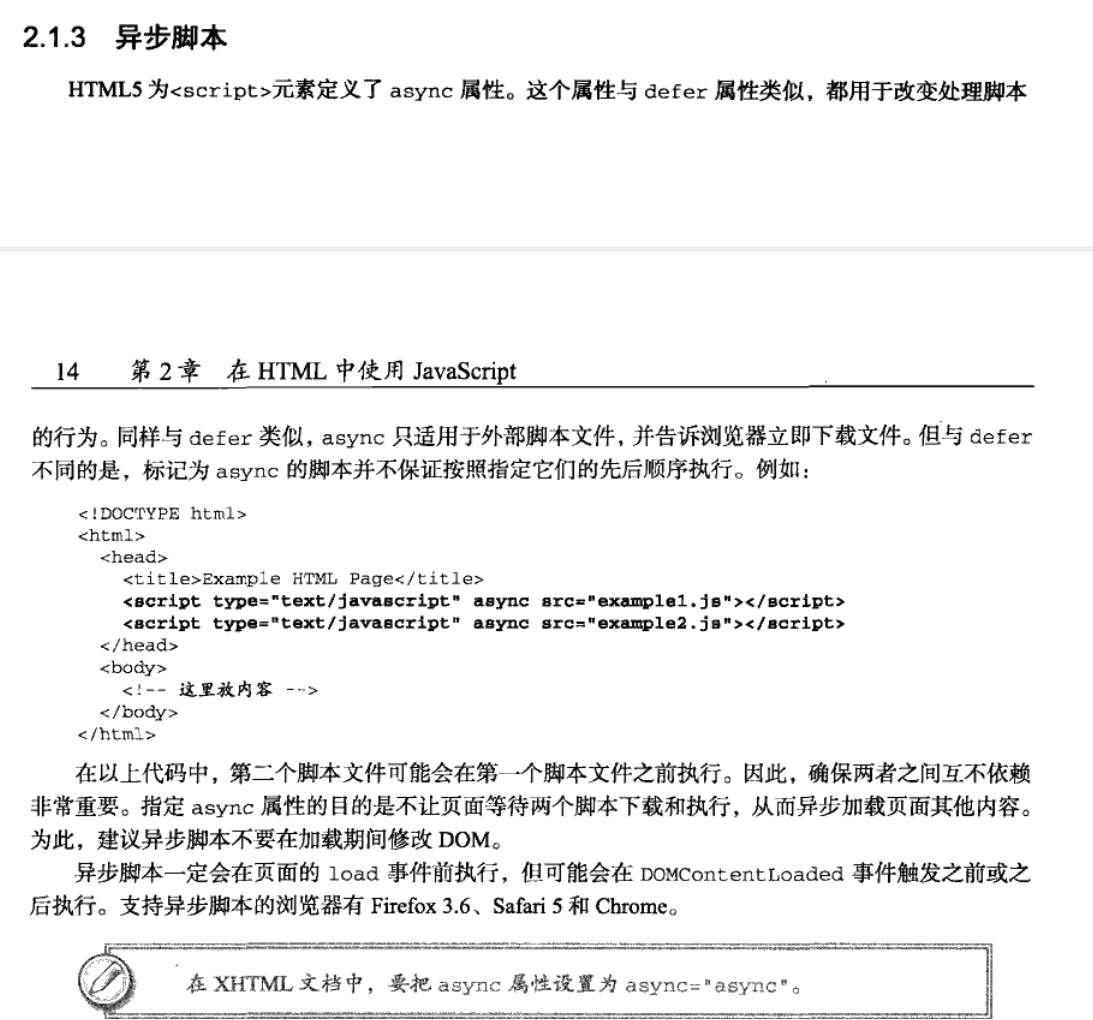 2.1.3 异步脚本
HTML5 为<script>元素定义了 async 属性。这个属性与 defer 属性类似，都用于改变处理脚本
14 第 2 章 在 HTML 中使用 JavaScript
的行为。同样与 defer 类似，async 只适用于外部脚本文件，并告诉浏览器立即下载文件。但与 defer
不同的是，标记为 async 的脚本并不保证按照指定它们的先后顺序执行。例如：
<!DOCTYPE html>
<html>
<head>
<title>Example HTML Page</title>
<script type="text/javascript" async src="example1.js"></script>
<script type="text/javascript" async src="example2.js"></script>
</head>
<body>
<!-- 这里放内容 -->
</body>
</html>
在以上代码中，第二个脚本文件可能会在第一个脚本文件之前执行。因此，确保两者之间互不依赖
非常重要。指定 async 属性的目的是不让页面等待两个脚本下载和执行，从而异步加载页面其他内容。
为此，建议异步脚本不要在加载期间修改 DOM。
异步脚本一定会在页面的 load 事件前执行，但可能会在 DOMContentLoaded 事件触发之前或之
后执行。支持异步脚本的浏览器有 Firefox 3.6、Safari 5 和 Chrome。
在 XHTML 文档中，要把 async 属性设置为 async="async"。